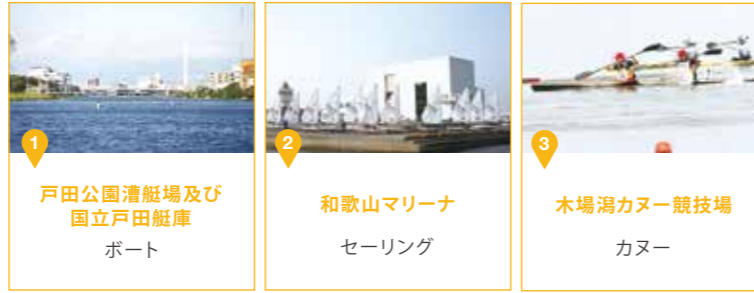 1
戸田公園漕艇場及び
国立戸田艇庫
ボート
2
和歌山マリーナ
セーリング
3
木場潟カヌー競技場
カヌー